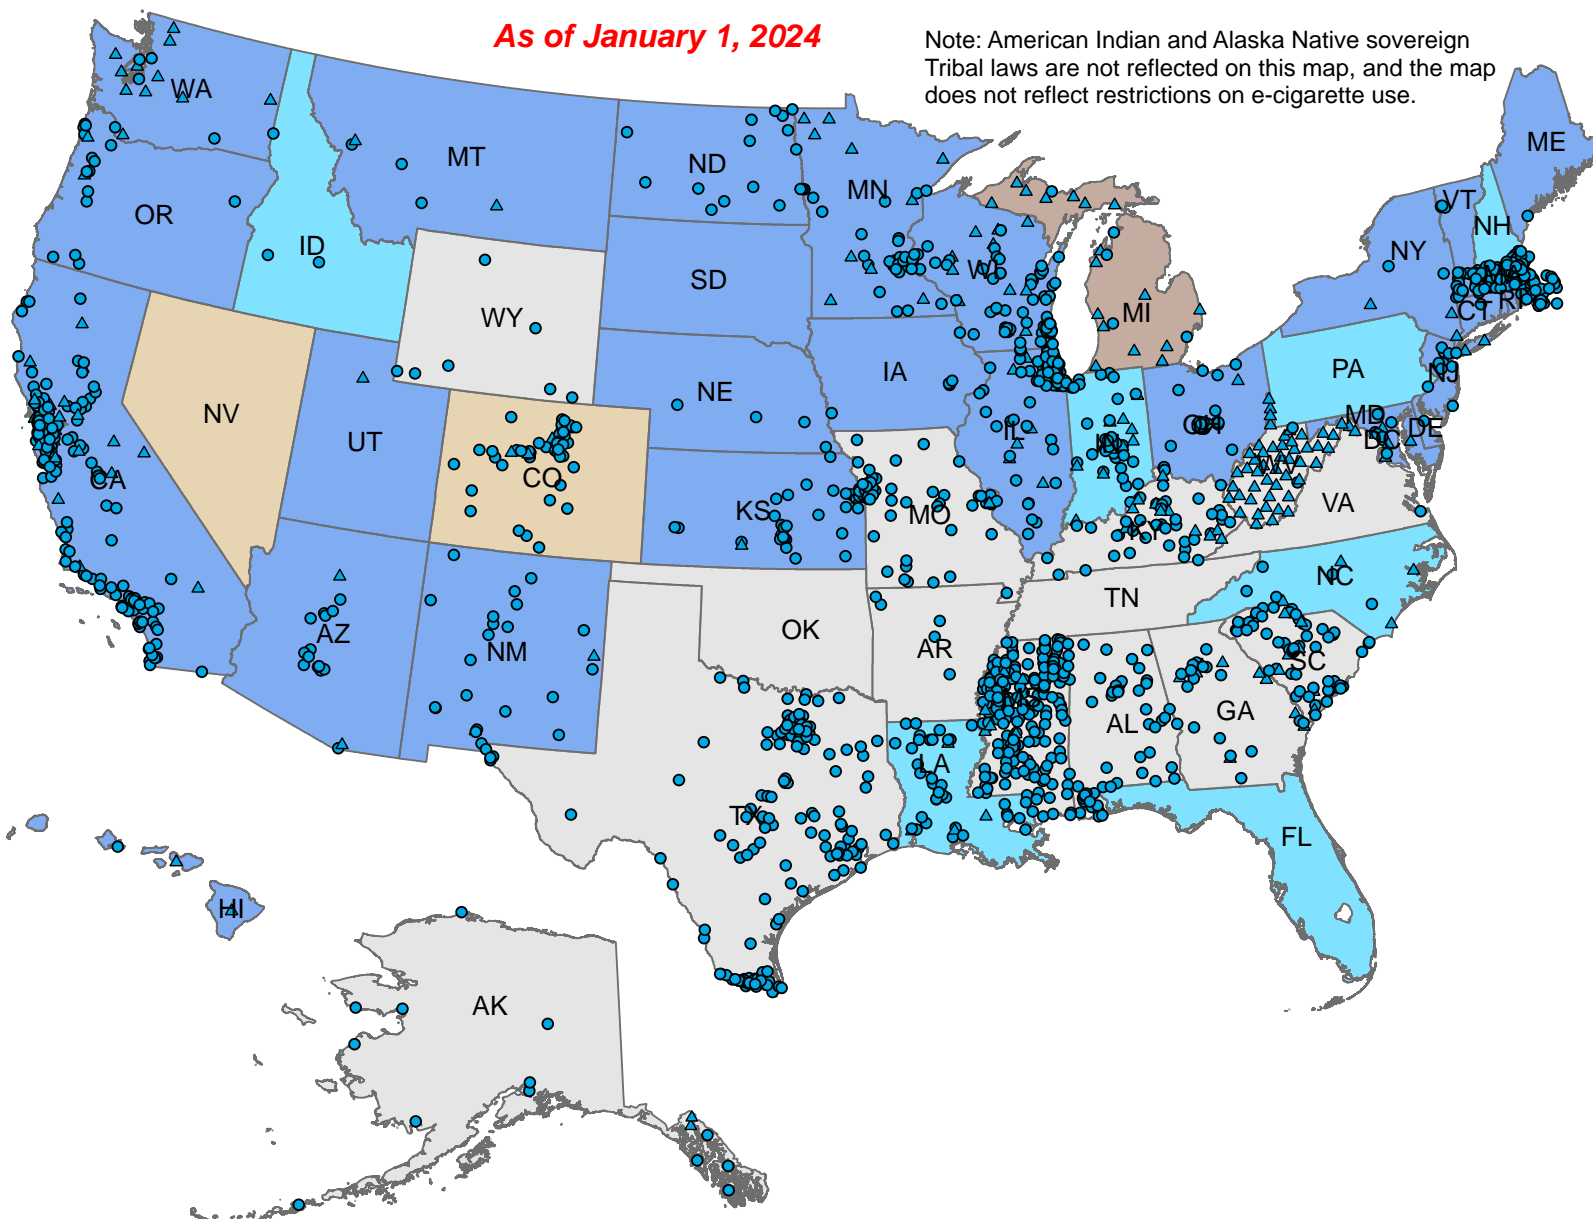 As of January 1, 2024
Note: American Indian and Alaska Native sovereign
Tribal laws are not reflected on this map, and the map
does not reflect restrictions on e-cigarette use.
WA
MT
ND
MN
ME
VT
NH
OR
ID
SD
WI
NY
MA
WY
MI
CT
RI
IA
PA
NJ
NV
NE
UT
IL
IN
OH
MD
DE
DC
CA
CO
KS
MO
WV
VA
KY
NC
TN
AZ
NM
OK
AR
SC
MS
AL
GA
LA
TX
FL
HI
AK